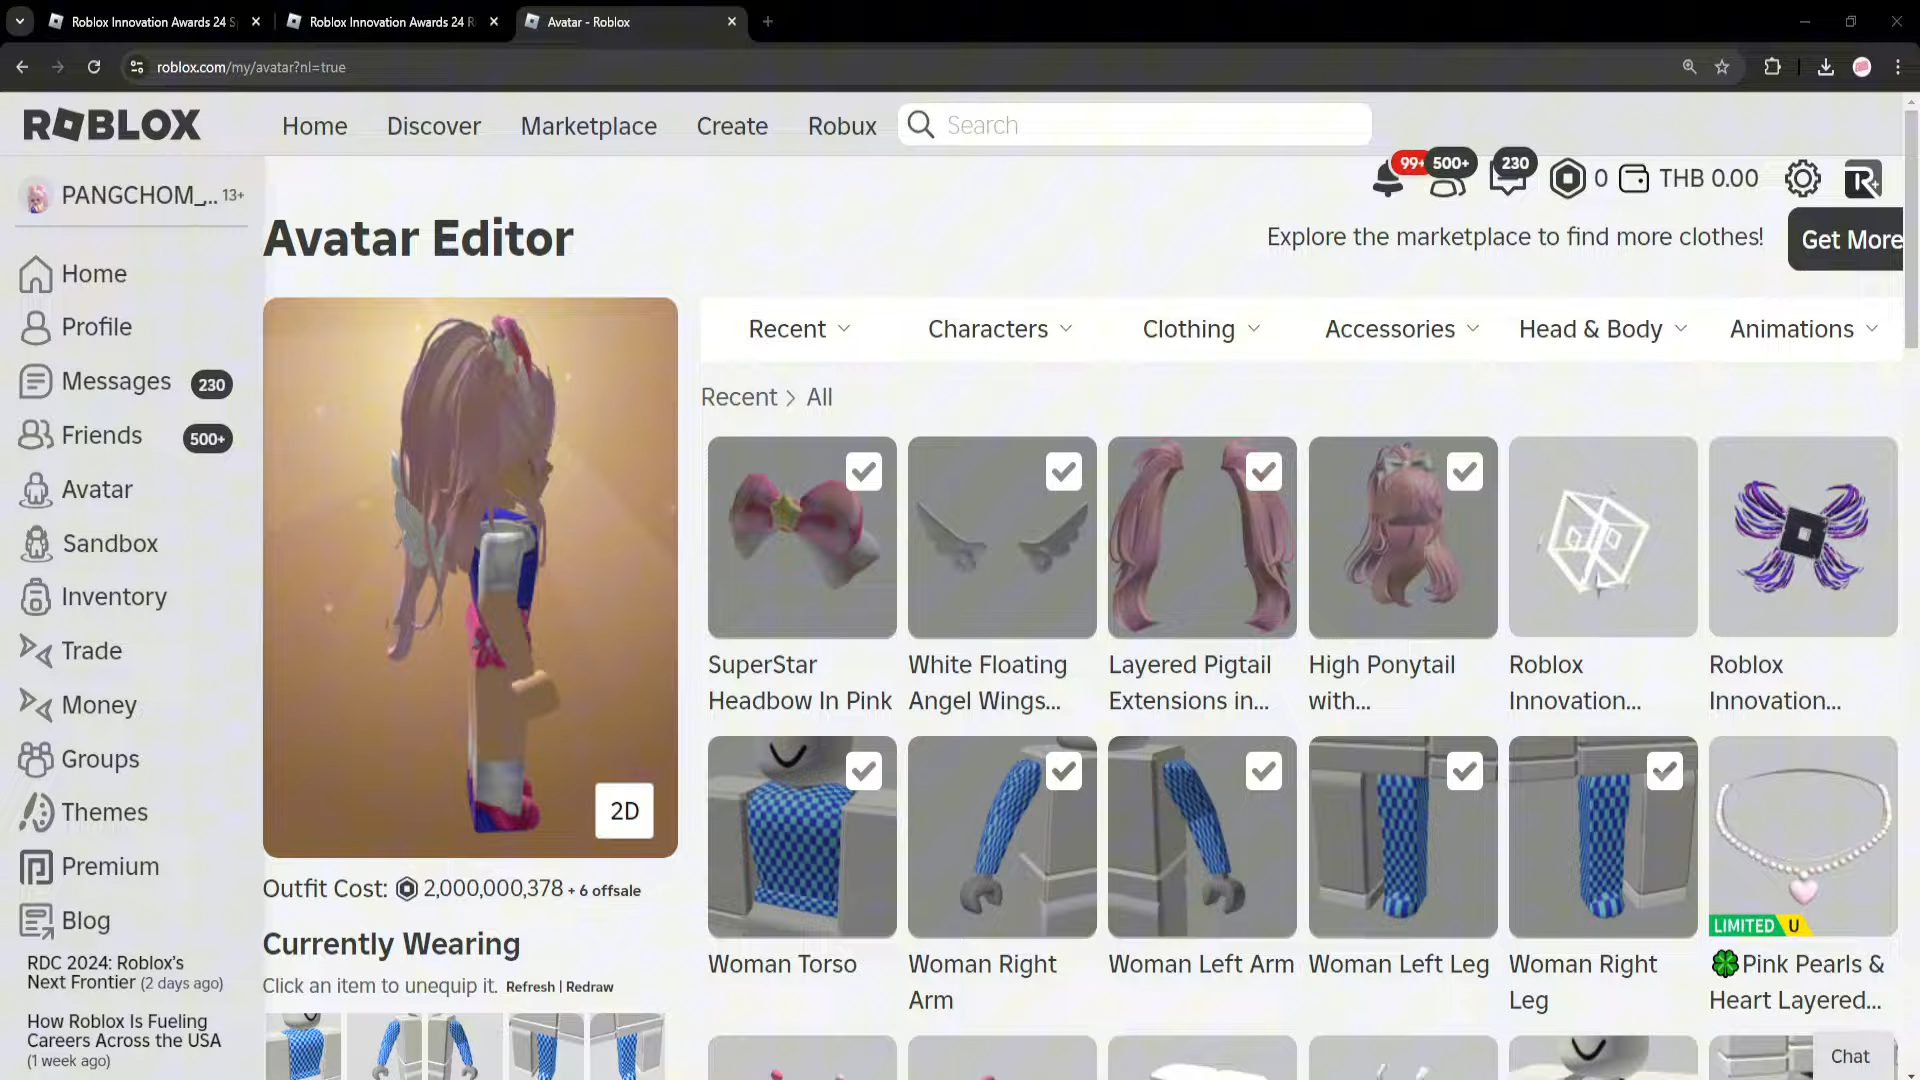 Roblox Innovation Awards 24 S
Roblox Innovation Awards 24 R
Avatar - Roblox
roblox.com/my/avatar?nl=true
ROBLOX
Home
Discover
Marketplace
Create
Robux
Search
PANGCHOM_... 13+
99+
500+
230
0
THB 0.00
R+
Avatar Editor
Explore the marketplace to find more clothes!
Get More
Home
Profile
Messages 230
Friends 500+
Avatar
Sandbox
Inventory
Trade
Money
Groups
Themes
Premium
Blog
RDC 2024: Roblox's
Next Frontier (2 days ago)
How Roblox Is Fueling
Careers Across the USA
(1 week ago)
2D
Outfit Cost: 2,000,000,378 + 6 offsale
Currently Wearing
Click an item to unequip it. Refresh | Redraw
Recent
Characters
Clothing
Accessories
Head & Body
Animations
Recent > All
SuperStar
Headbow In Pink
White Floating
Angel Wings...
Layered Pigtail
Extensions in...
High Ponytail
with...
Roblox
Innovation...
Roblox
Innovation...
Woman Torso
Woman Right
Arm
Woman Left Arm
Woman Left Leg
Woman Right
Leg
LIMITED U
🍀Pink Pearls &
Heart Layered...
Chat